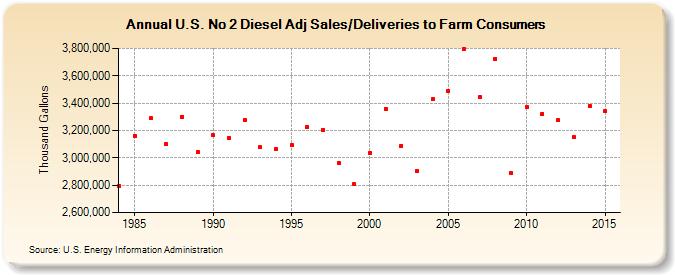 Annual U.S. No 2 Diesel Adj Sales/Deliveries to Farm Consumers
Thousand Gallons
3,800,000
3,600,000
3,400,000
3,200,000
3,000,000
2,800,000
2,600,000
1985 1990 1995 2000 2005 2010 2015
Source: U.S. Energy Information Administration